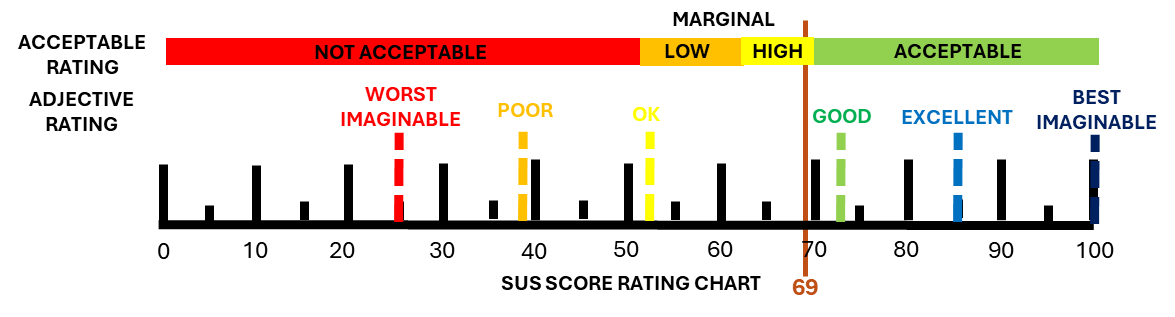 MARGINAL
ACCEPTABLE
RATING
NOT ACCEPTABLE
LOW
HIGH
ACCEPTABLE
ADJECTIVE
RATING
WORST
IMAGINABLE
POOR
OK
GOOD
EXCELLENT
BEST
IMAGINABLE
0 10 20 30 40 50 60 70 80 90 100
SUS SCORE RATING CHART
69